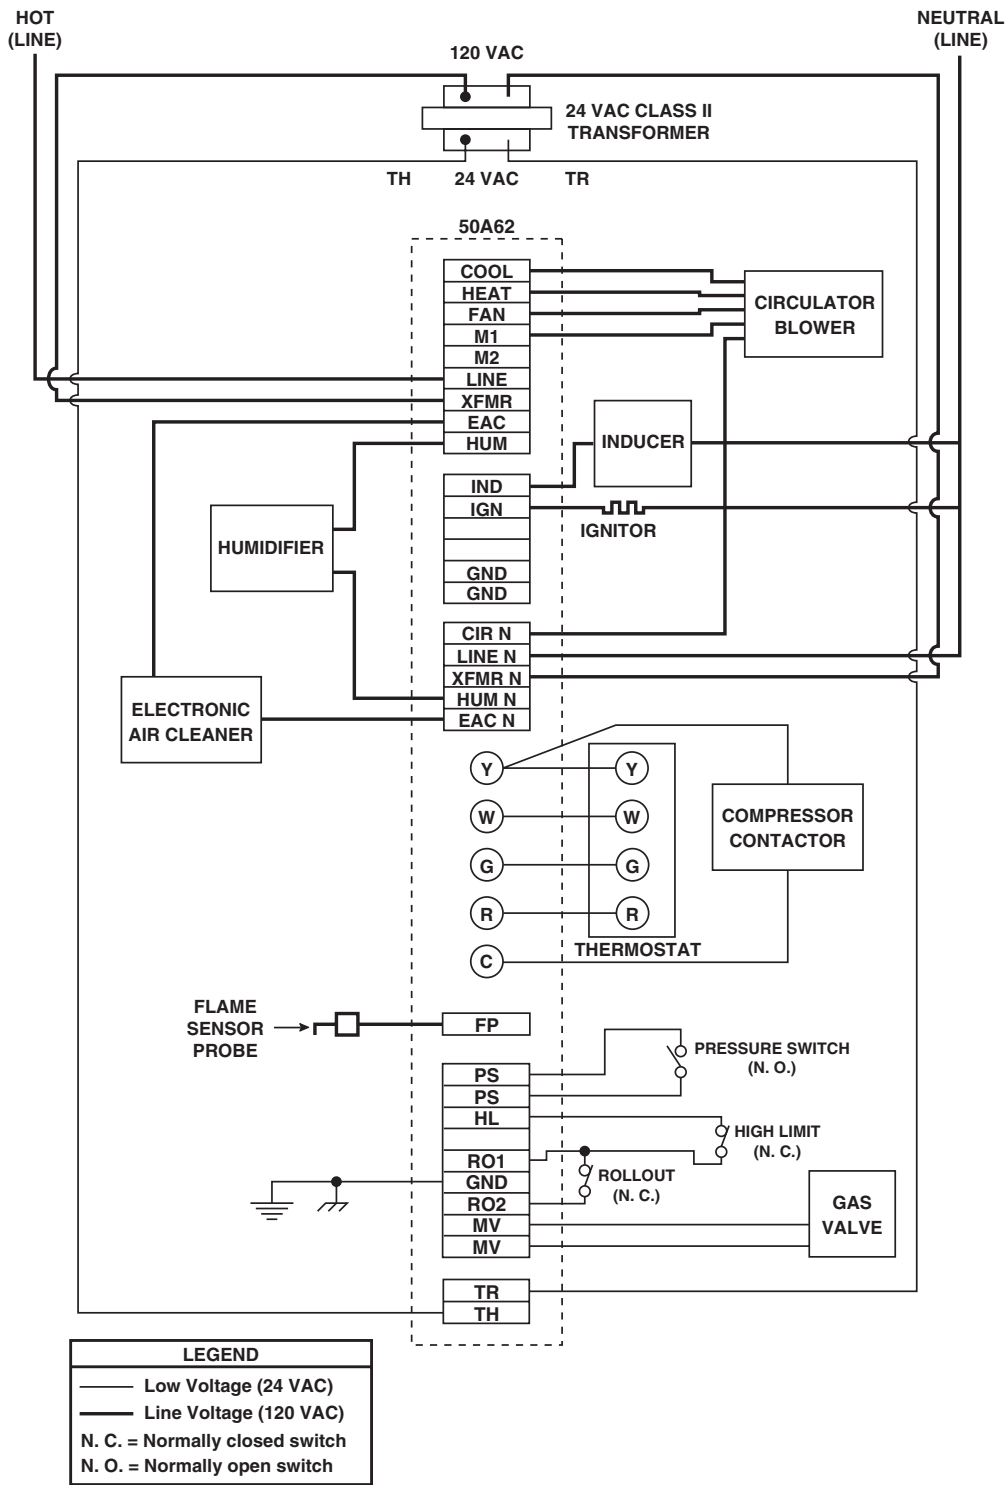 HOT
(LINE)
NEUTRAL
(LINE)
120 VAC
24 VAC CLASS II
TRANSFORMER
TH
24 VAC
TR
50A62
COOL
HEAT
FAN
M1
M2
LINE
XFMR
EAC
HUM
CIRCULATOR
BLOWER
INDUCER
IND
IGN
GND
GND
IGNITOR
HUMIDIFIER
CIR N
LINE N
XFMR N
HUM N
EAC N
ELECTRONIC
AIR CLEANER
Y
W
G
R
C
Y
W
G
R
THERMOSTAT
COMPRESSOR
CONTACTOR
FLAME
SENSOR
PROBE
FP
PS
PS
HL
RO1
GND
RO2
MV
MV
PRESSURE SWITCH
(N. O.)
HIGH LIMIT
(N. C.)
ROLLOUT
(N. C.)
GAS
VALVE
TR
TH
LEGEND
Low Voltage (24 VAC)
Line Voltage (120 VAC)
N. C. = Normally closed switch
N. O. = Normally open switch